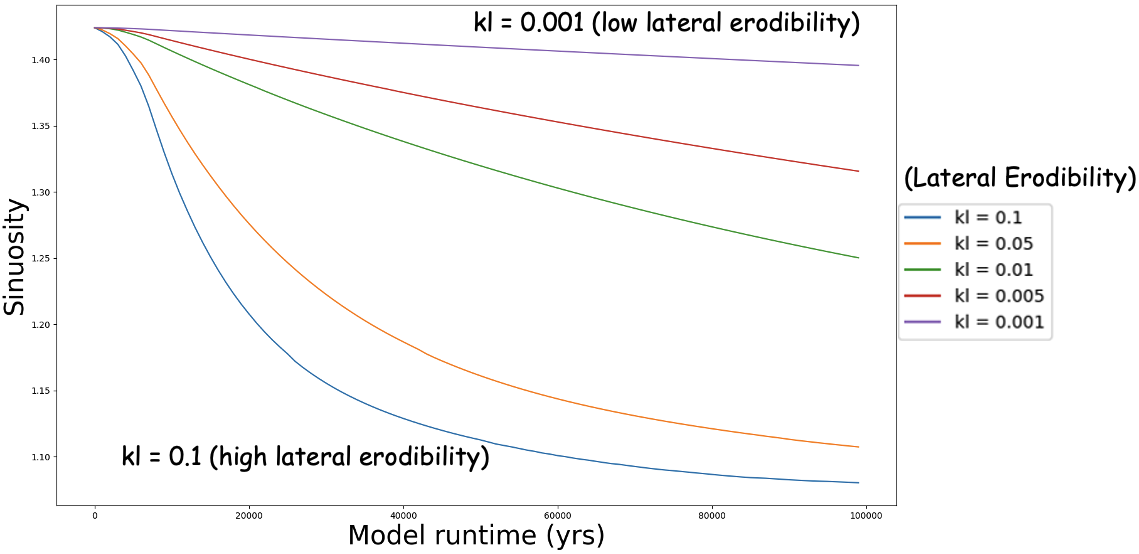 kl = 0.001 (low lateral erodibility)
1.40
1.35
1.30
1.25
1.20
1.15
1.10
Sinuosity
kl = 0.1 (high lateral erodibility)
0
20000
40000
60000
80000
100000
Model runtime (yrs)
(Lateral Erodibility)
kl = 0.1
kl = 0.05
kl = 0.01
kl = 0.005
kl = 0.001